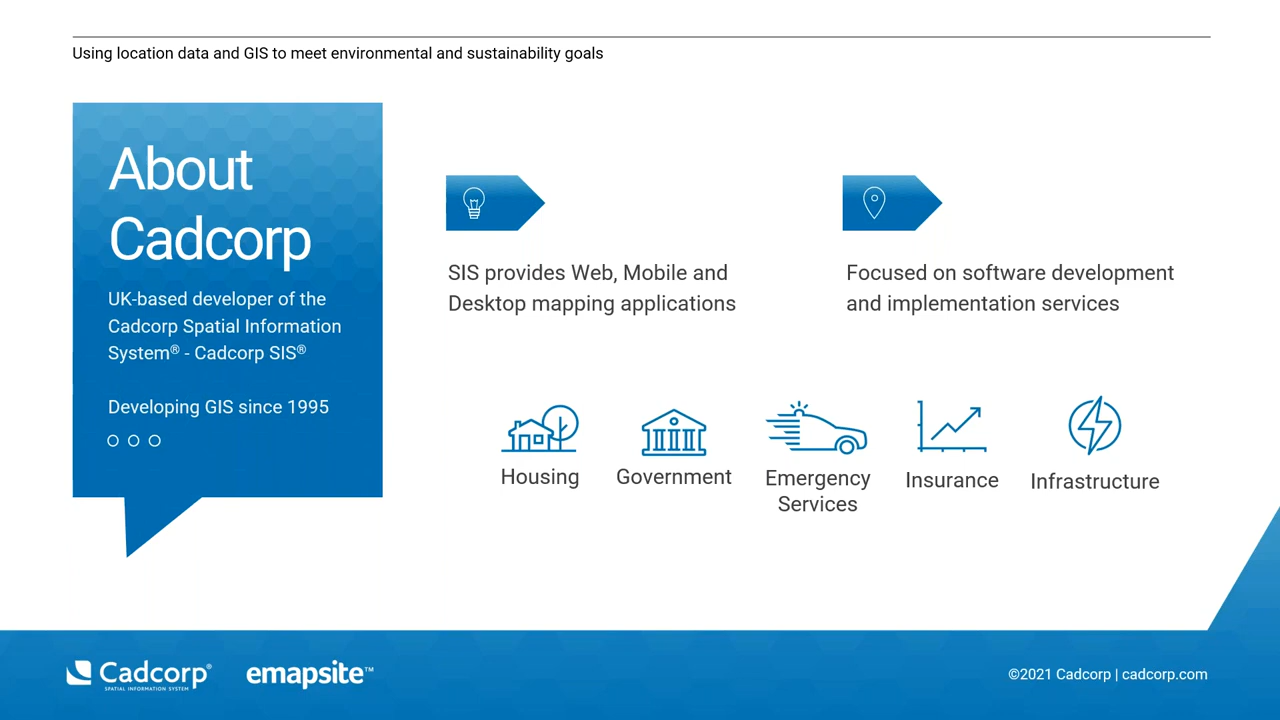 Using location data and GIS to meet environmental and sustainability goals
About
Cadcorp
UK-based developer of the
Cadcorp Spatial Information
System® - Cadcorp SIS®
Developing GIS since 1995
SIS provides Web, Mobile and
Desktop mapping applications
Focused on software development
and implementation services
Housing
Government
Emergency
Services
Insurance
Infrastructure
Cadcorp®
SPATIAL INFORMATION SYSTEM
emapsite™
©2021 Cadcorp | cadcorp.com